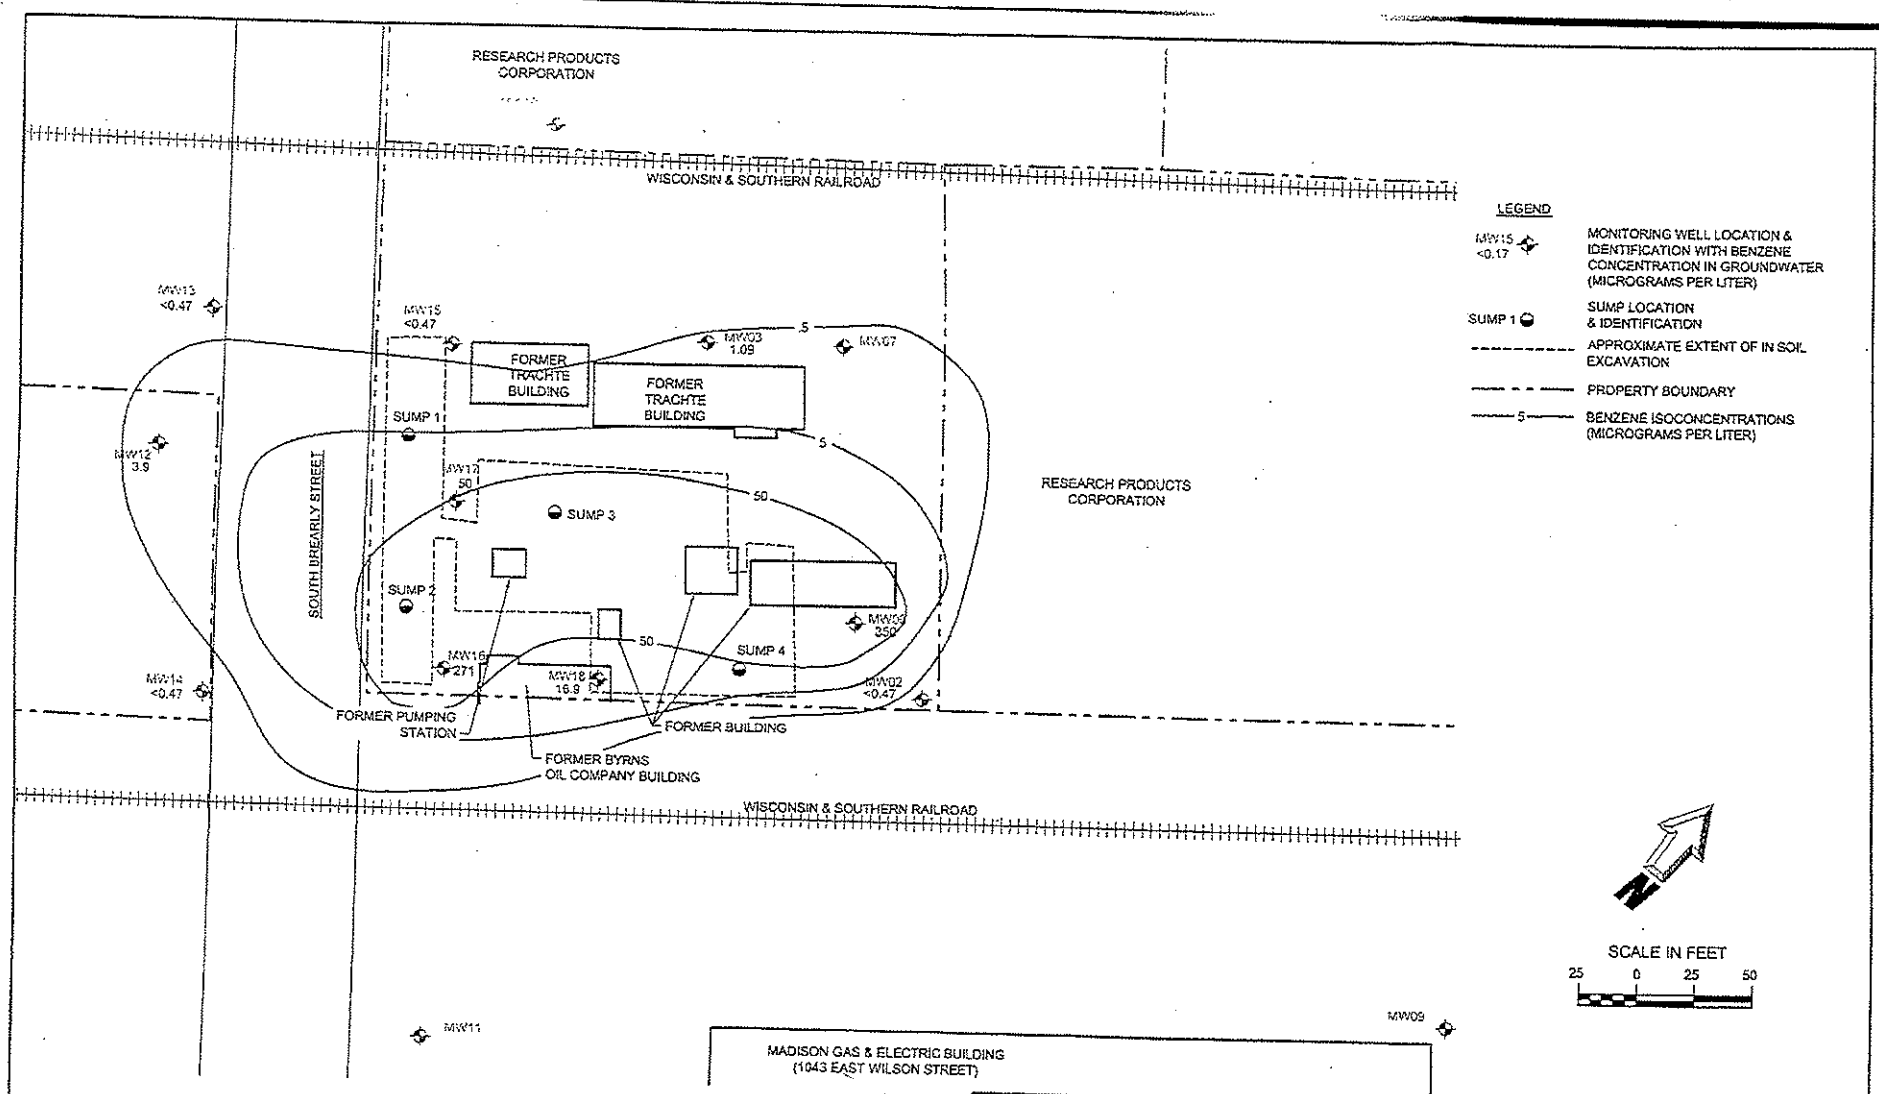 RESEARCH PRODUCTS
CORPORATION
WISCONSIN & SOUTHERN RAILROAD
LEGEND
MW15
<0.17
MONITORING WELL LOCATION &
IDENTIFICATION WITH BENZENE
CONCENTRATION IN GROUNDWATER
(MICROGRAMS PER LITER)
SUMP 1
SUMP LOCATION
& IDENTIFICATION
APPROXIMATE EXTENT OF IN SOIL
EXCAVATION
PROPERTY BOUNDARY
5
BENZENE ISOCONCENTRATIONS
(MICROGRAMS PER LITER)
MW13
<0.47
MW15
<0.47
FORMER
TRACHTE
BUILDING
MW03
1.09
.5
MW07
FORMER
TRACHTE
BUILDING
SUMP 1
5
MW12
3.9
SOUTH BREARLY STREET
MW17
50
50
SUMP 3
RESEARCH PRODUCTS
CORPORATION
SUMP 2
250
50
SUMP 4
MW16
271
MW18
16.9
MW02
<0.47
MW14
<0.47
FORMER PUMPING
STATION
FORMER BUILDING
FORMER BYRNS
OIL COMPANY BUILDING
WISCONSIN & SOUTHERN RAILROAD
N
SCALE IN FEET
25 0 25 50
MW11
MW09
MADISON GAS & ELECTRIC BUILDING
(1043 EAST WILSON STREET)